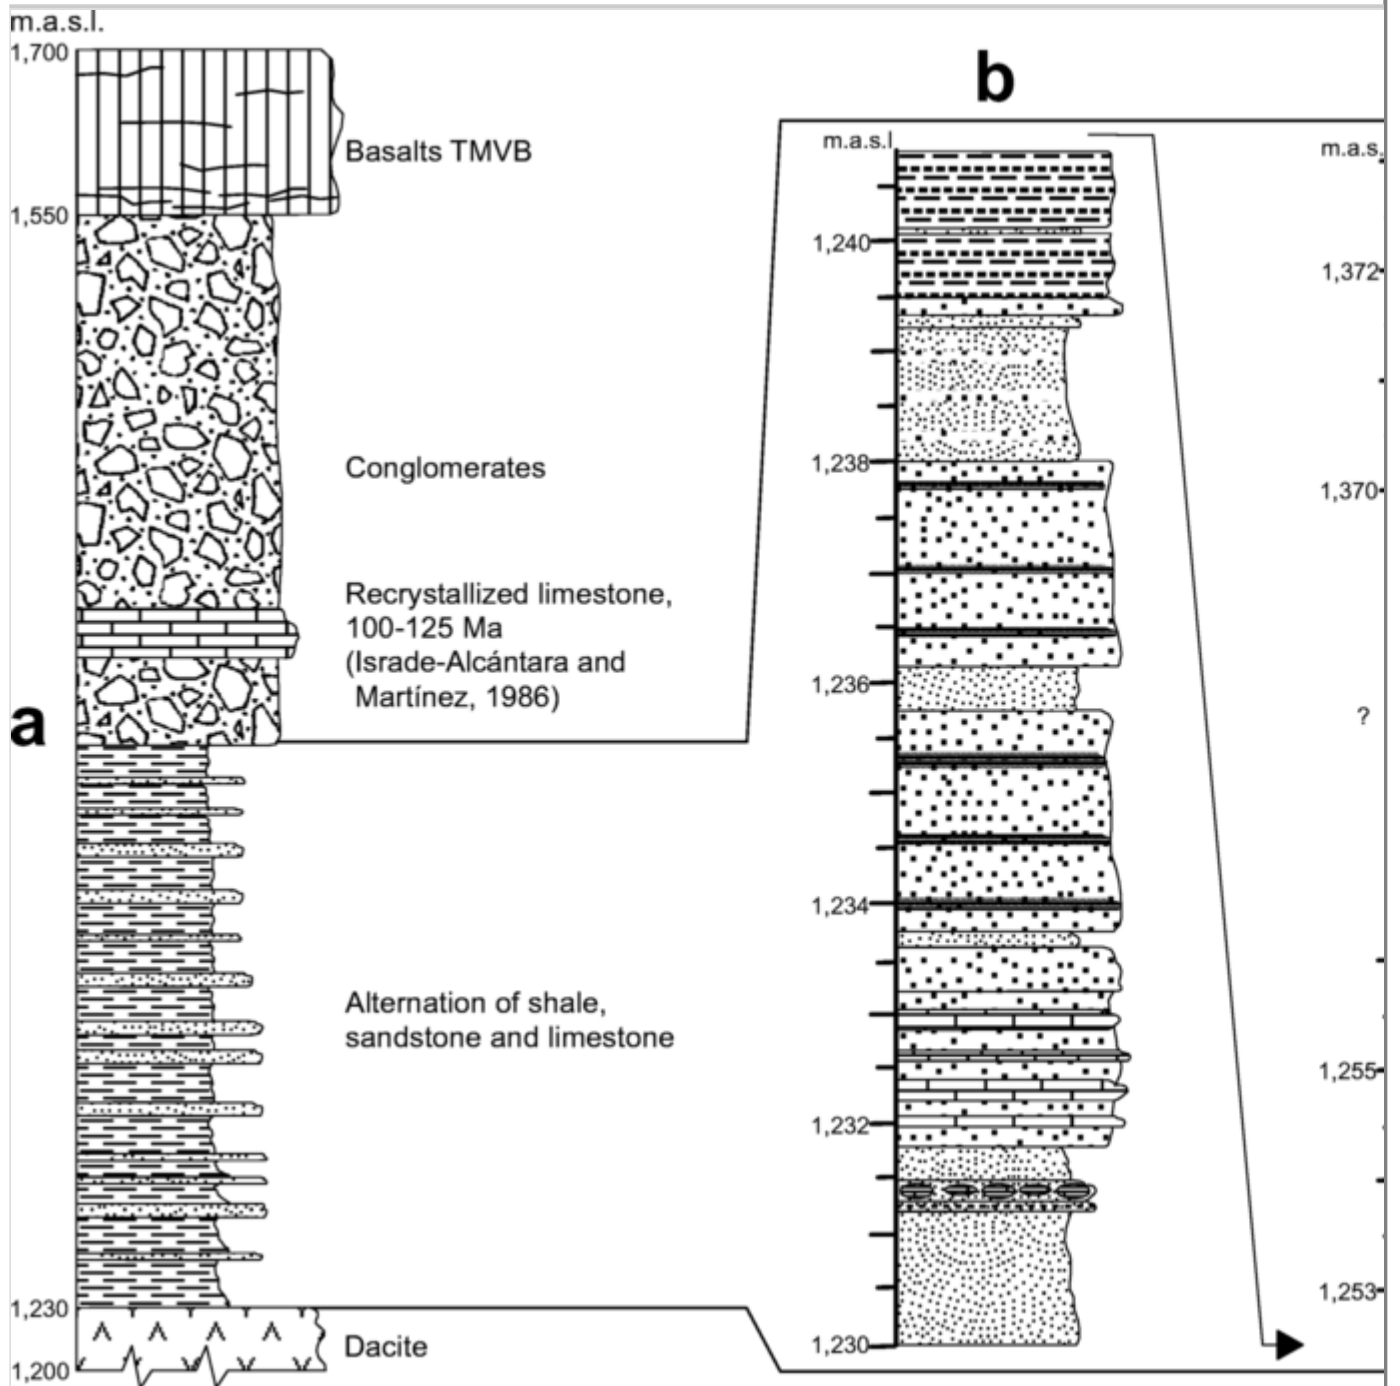 m.a.s.l.
1,700
Basalts TMVB
1,550
Conglomerates
Recrystallized limestone,
100-125 Ma
(Israde-Alcántara and
Martínez, 1986)
a
Alternation of shale,
sandstone and limestone
1,230
Dacite
1,200
b
m.a.s.l
1,240
1,238
1,236
1,234
1,232
1,230
m.a.s.
1,372
1,370
?
1,255
1,253